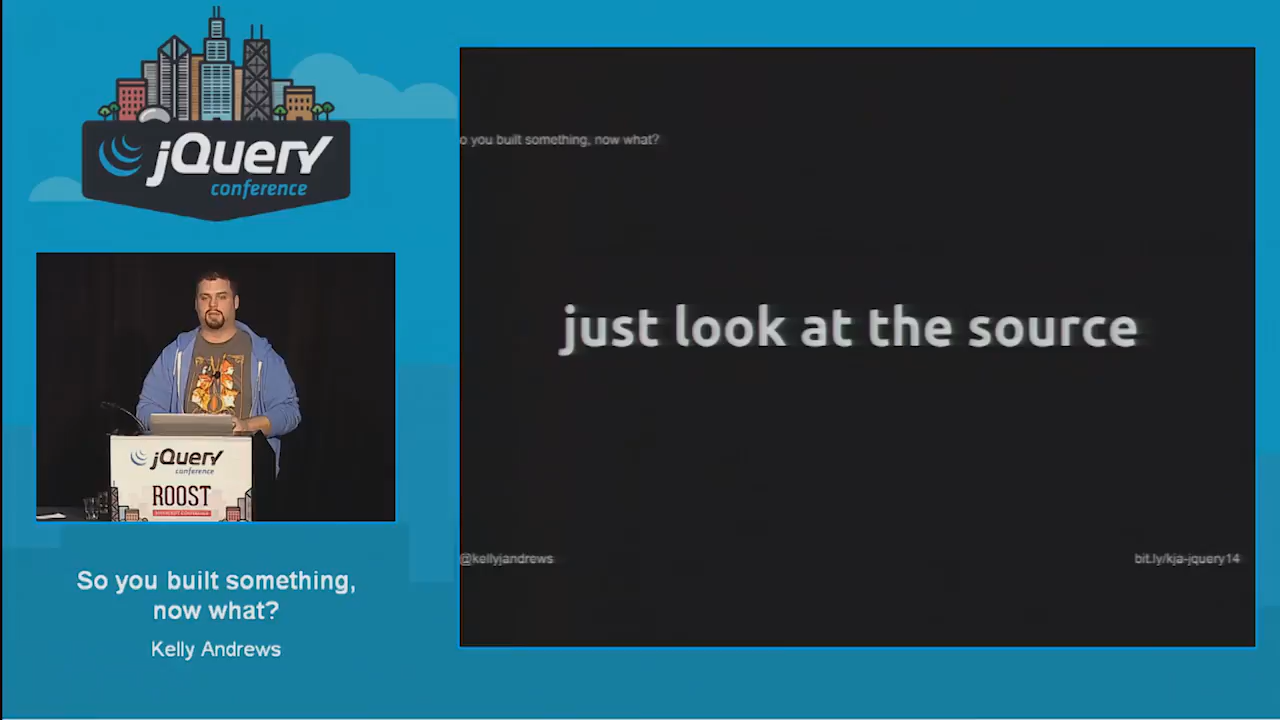 jQuery
conference
o you built something, now what?
just look at the source
@kellyjandrews
bit.ly/kja-jquery14
jQuery
conference
ROOST
So you built something,
now what?
Kelly Andrews